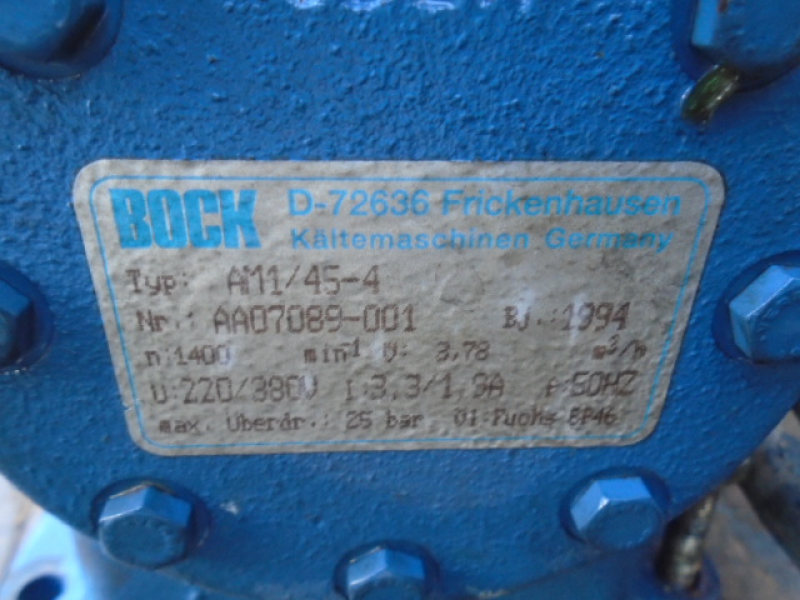 BOCK D-72636 Frickenhausen
Kältemaschinen Germany
Typ: AM11/45-4
Nr.: AA07089-001 BJ.: 1994
n:1400 min-1 V: 3,78 m³/h
U:220/380V I:3,3/1,9A F:50HZ
max. Überdr.: 25 bar Öl:Fuchs EP46